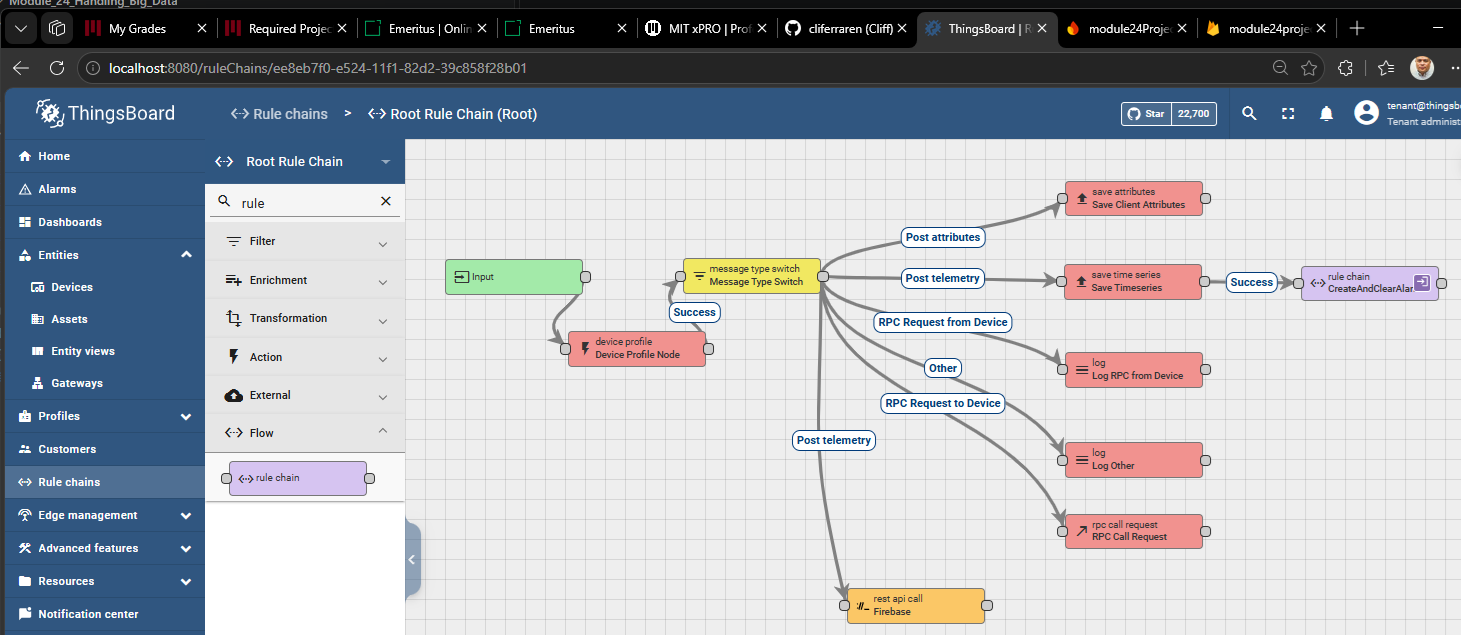 Module_24_Handling_Big_Data
My Grades
Required Proje
Emeritus | Onlin
Emeritus
MIT xPRO | Prof
cliferraren (Cliff)
ThingsBoard | R
module24Proje
module24proje
localhost:8080/ruleChains/ee8eb7f0-e524-11f1-82d2-39c858f28b01
ThingsBoard
Rule chains > Root Rule Chain (Root)
Star 22,700
tenant@thingsbo
Tenant administ
Home
Alarms
Dashboards
Entities
Devices
Assets
Entity views
Gateways
Profiles
Customers
Rule chains
Edge management
Advanced features
Resources
Notification center
Root Rule Chain
rule
Filter
Enrichment
Transformation
Action
External
Flow
rule chain
Input
device profile
Device Profile Node
Success
message type switch
Message Type Switch
Post attributes
Post telemetry
RPC Request from Device
Other
RPC Request to Device
Post telemetry
save attributes
Save Client Attributes
save time series
Save Timeseries
Success
rule chain
CreateAndClearAlar
log
Log RPC from Device
log
Log Other
rpc call request
RPC Call Request
rest api call
Firebase